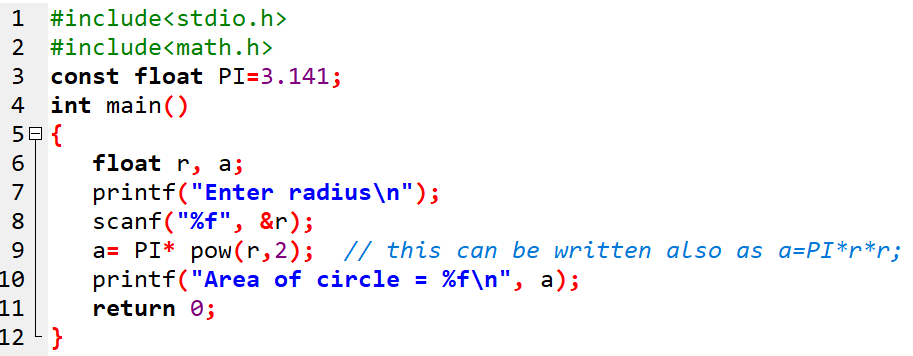 1 #include<stdio.h>
2 #include<math.h>
3 const float PI=3.141;
4 int main()
5 {
6 float r, a;
7 printf("Enter radius\n");
8 scanf("%f", &r);
9 a= PI* pow(r,2); // this can be written also as a=PI*r*r;
10 printf("Area of circle = %f\n", a);
11 return 0;
12 }